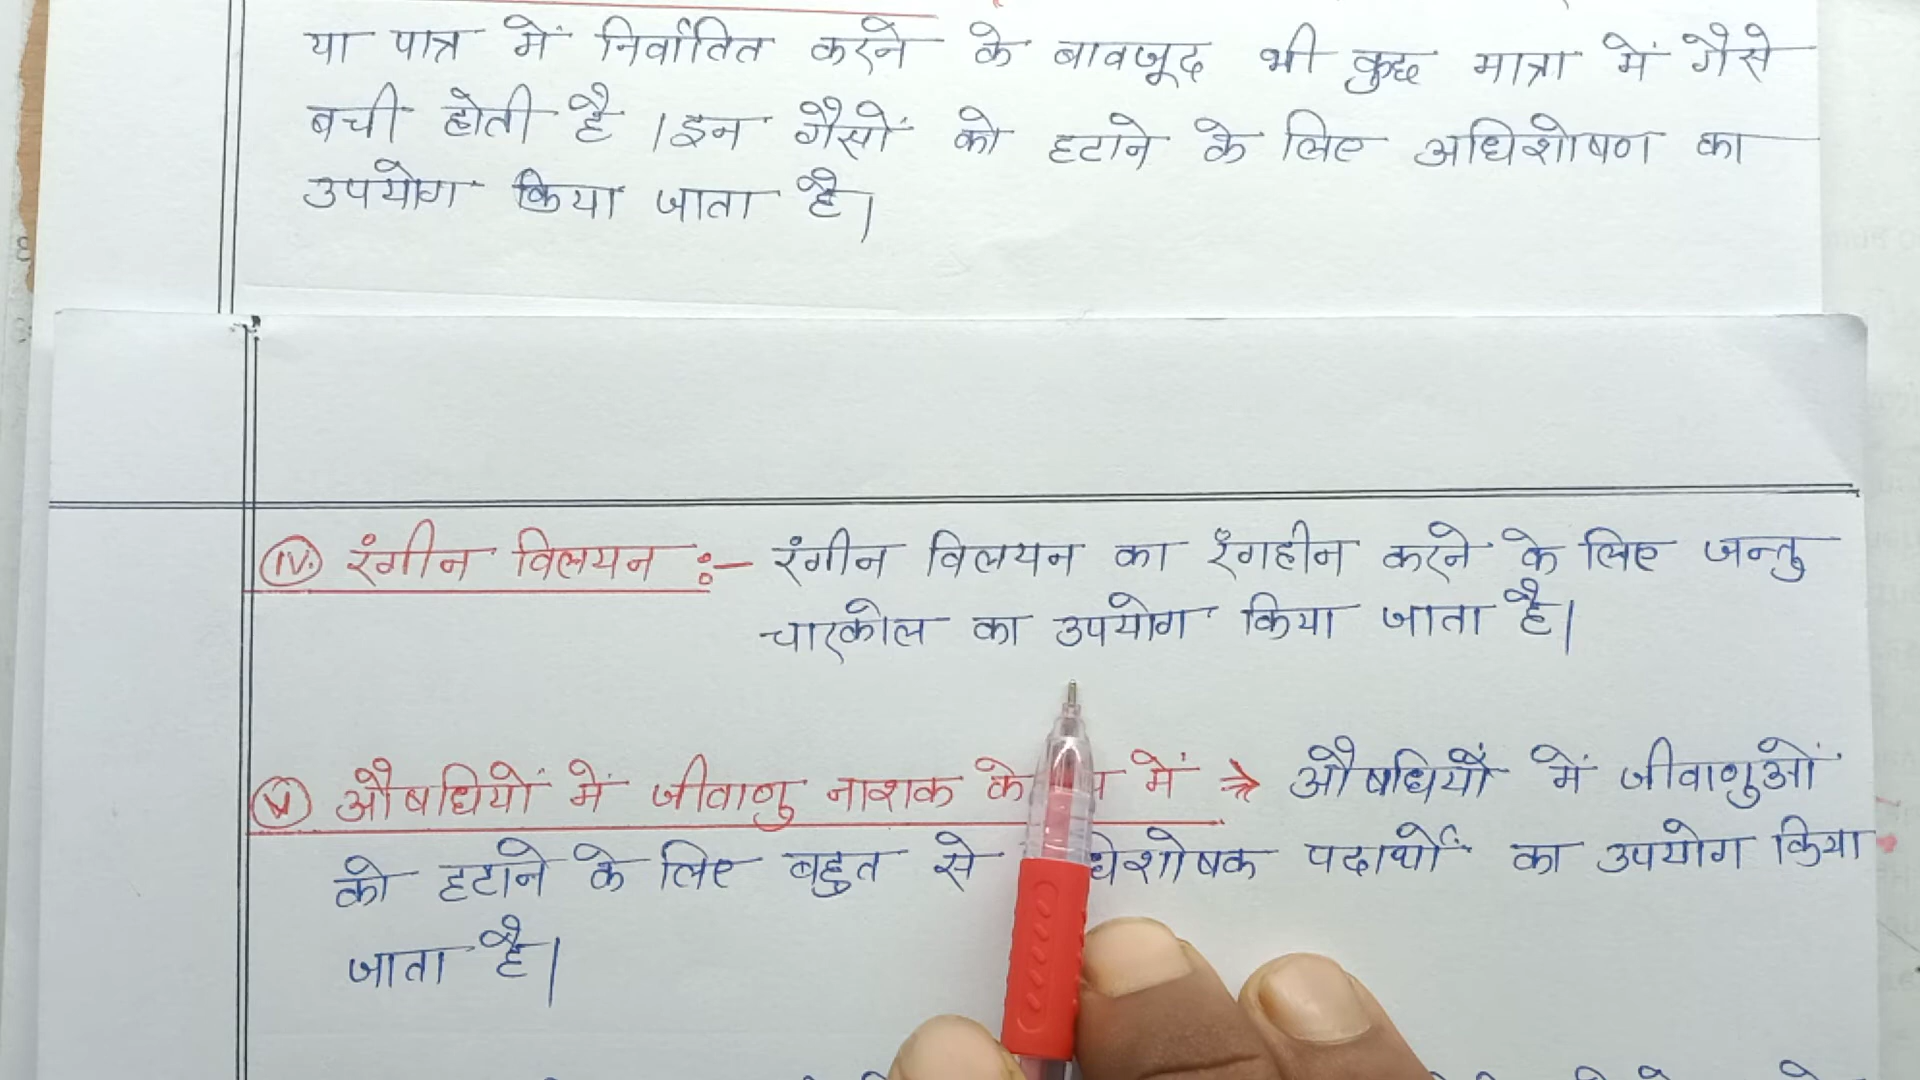 या पात्र में निर्वातित करने के बावजूद भी कुछ मात्रा में गैसे
बची होती है । इन गैसों को हटाने के लिए अधिशोषण का
उपयोग किया जाता है।
(iv) रंगीन विलयन :- रंगीन विलयन का रंगहीन करने के लिए जन्तु
चारकोल का उपयोग किया जाता है।
(v) औषधियों में जीवाणु नाशक के में → औषधियों में जीवाणुओं
को हटाने के लिए बहुत से पदार्थों का उपयोग किया
जाता है।